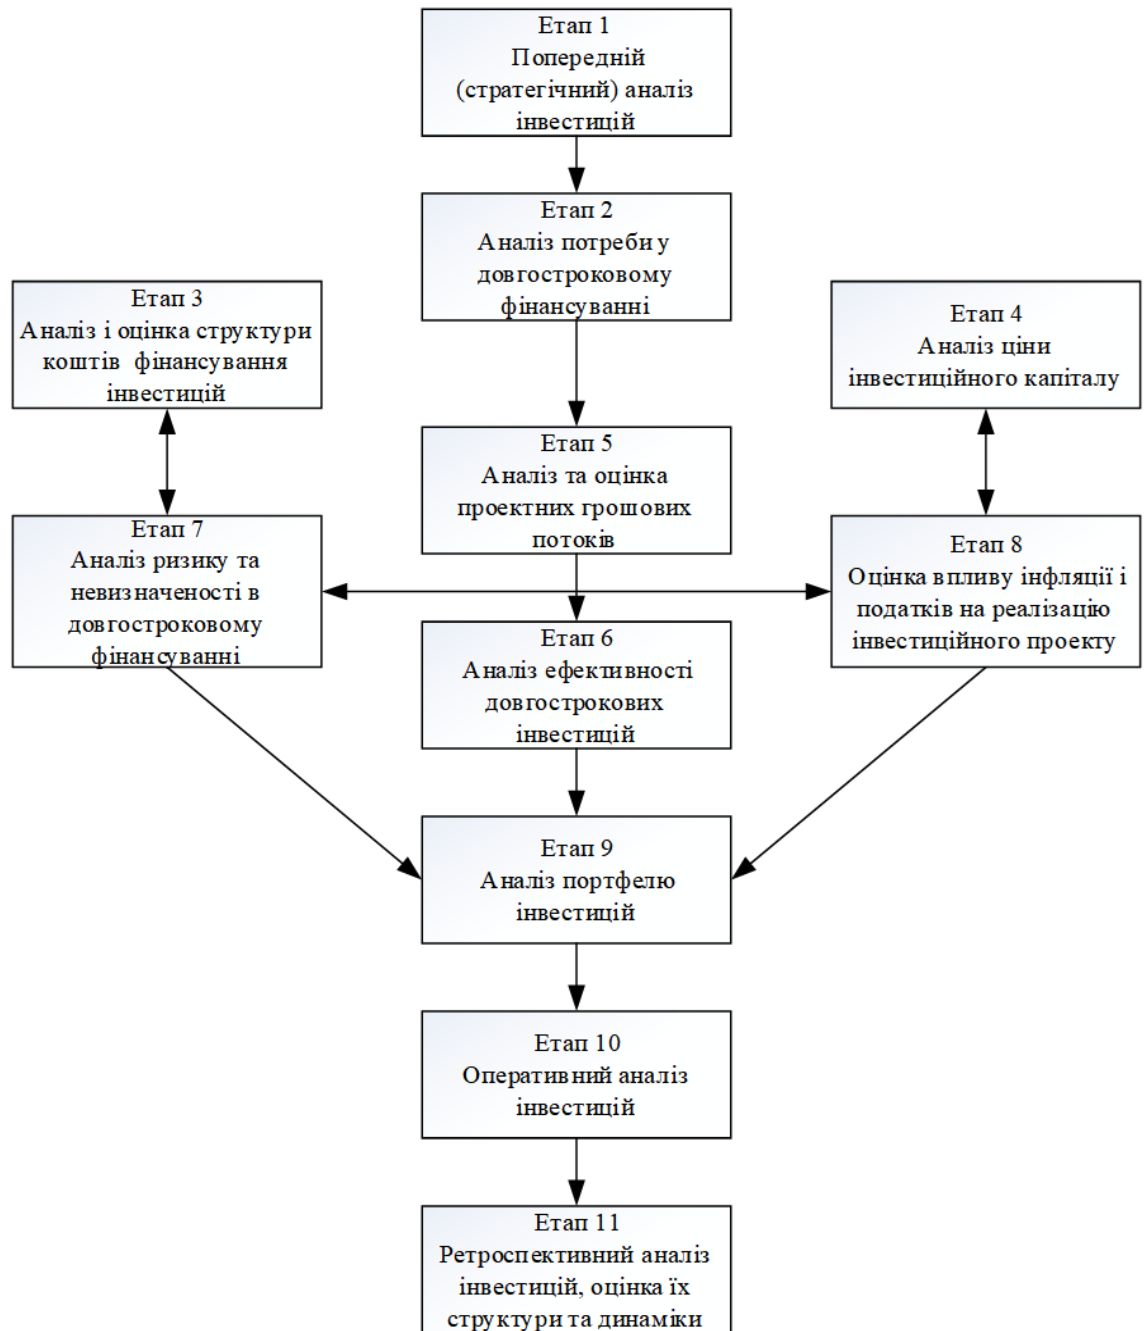 Етап 1
Попередній
(стратегічний) аналіз
інвестицій
Етап 2
Аналіз потреби у
довгостроковому
фінансуванні
Етап 3
Аналіз і оцінка структури
коштів фінансування
інвестицій
Етап 4
Аналіз ціни
інвестиційного капіталу
Етап 5
Аналіз та оцінка
проектних грошових
потоків
Етап 7
Аналіз ризику та
невизначеності в
довгостроковому
фінансуванні
Етап 8
Оцінка впливу інфляції і
податків на реалізацію
інвестиційного проекту
Етап 6
Аналіз ефективності
довгострокових
інвестицій
Етап 9
Аналіз портфелю
інвестицій
Етап 10
Оперативний аналіз
інвестицій
Етап 11
Ретроспективний аналіз
інвестицій, оцінка їх
структури та динаміки